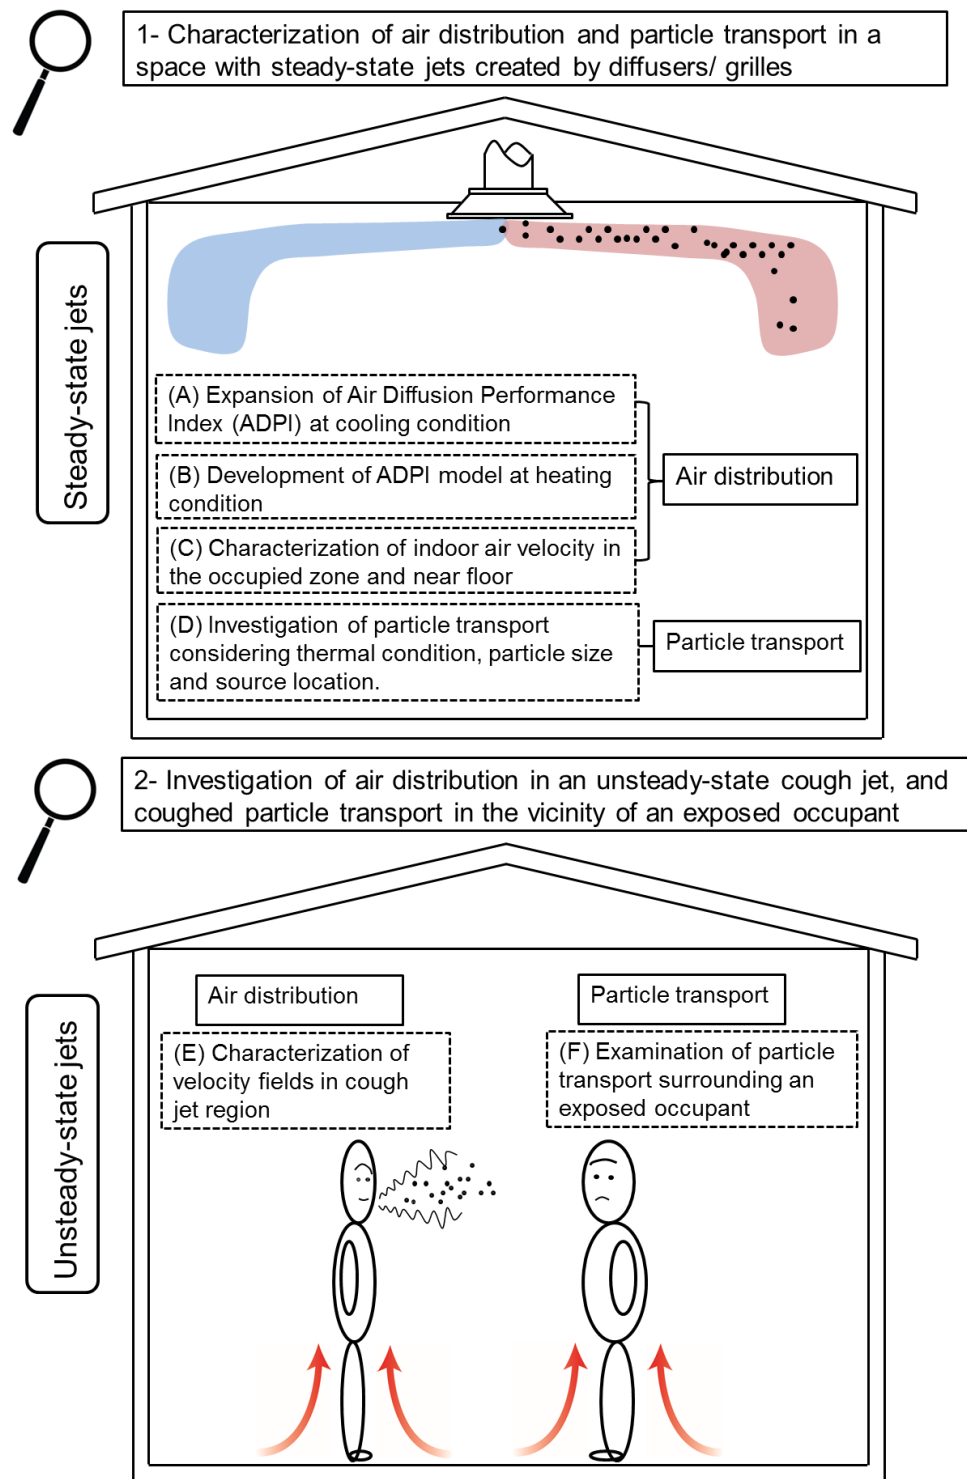 1- Characterization of air distribution and particle transport in a
space with steady-state jets created by diffusers/ grilles
Steady-state jets
(A) Expansion of Air Diffusion Performance
Index (ADPI) at cooling condition
(B) Development of ADPI model at heating
condition
(C) Characterization of indoor air velocity in
the occupied zone and near floor
Air distribution
(D) Investigation of particle transport
considering thermal condition, particle size
and source location.
Particle transport
2- Investigation of air distribution in an unsteady-state cough jet, and
coughed particle transport in the vicinity of an exposed occupant
Unsteady-state jets
Air distribution
(E) Characterization of
velocity fields in cough
jet region
Particle transport
(F) Examination of particle
transport surrounding an
exposed occupant